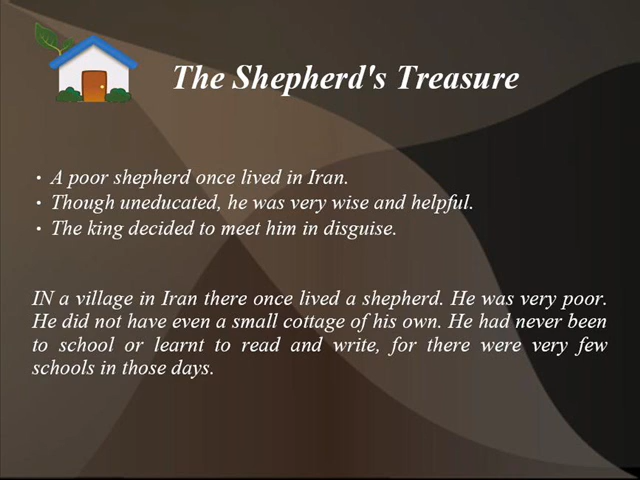 The Shepherd's Treasure
• A poor shepherd once lived in Iran.
• Though uneducated, he was very wise and helpful.
• The king decided to meet him in disguise.
IN a village in Iran there once lived a shepherd. He was very poor.
He did not have even a small cottage of his own. He had never been
to school or learnt to read and write, for there were very few
schools in those days.